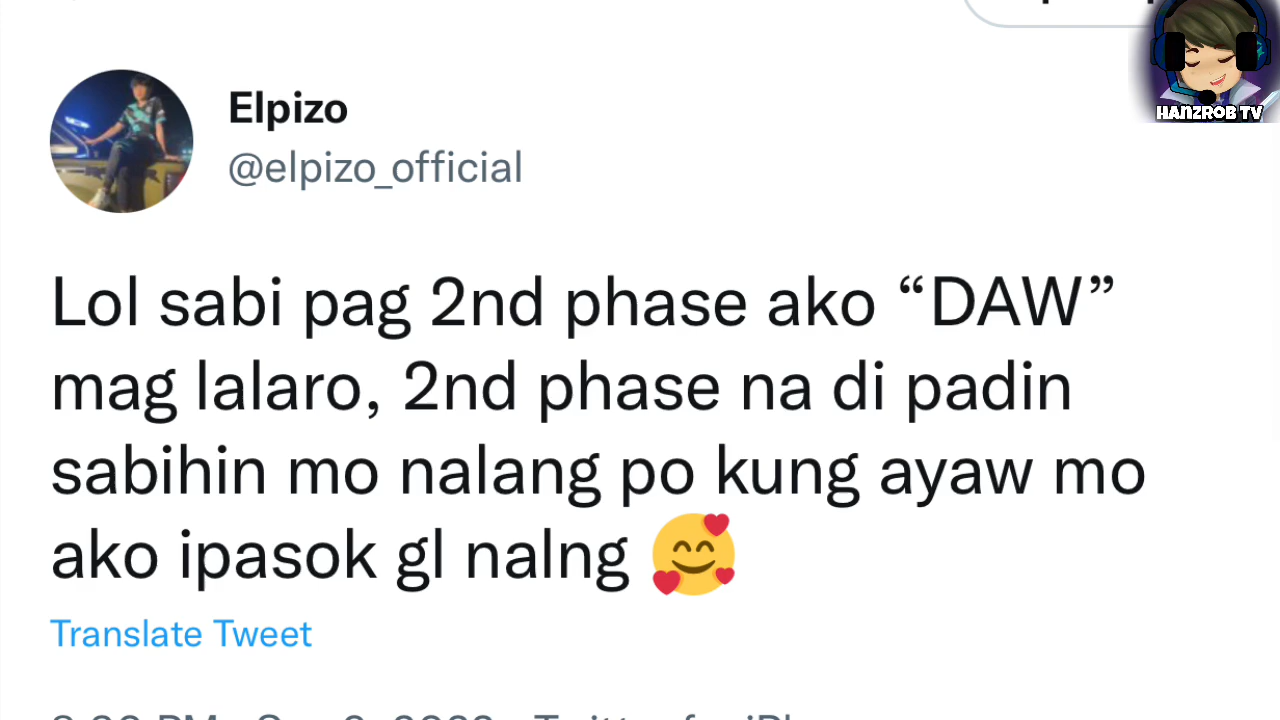 HANZROB TV
Elpizo
@elpizo_official
Lol sabi pag 2nd phase ako “DAW”
mag lalaro, 2nd phase na di padin
sabihin mo nalang po kung ayaw mo
ako ipasok gl nalng 🥰
Translate Tweet